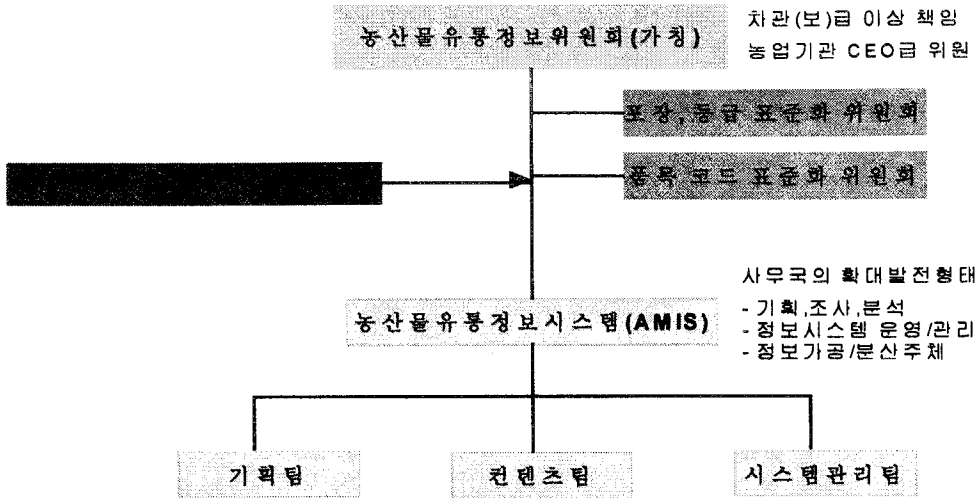 농산물유통정보위원회(가칭)
차관(보)급 이상 책임
농업기관 CEO급 위원
포장, 등급 표준화 위원회
품목 코드 표준화 위원회
사무국의 확대발전형태
농산물유통정보시스템(AMIS)
- 기획,조사,분석
- 정보시스템 운영/관리
- 정보가공/분산주체
기획팀
컨텐츠팀
시스템관리팀